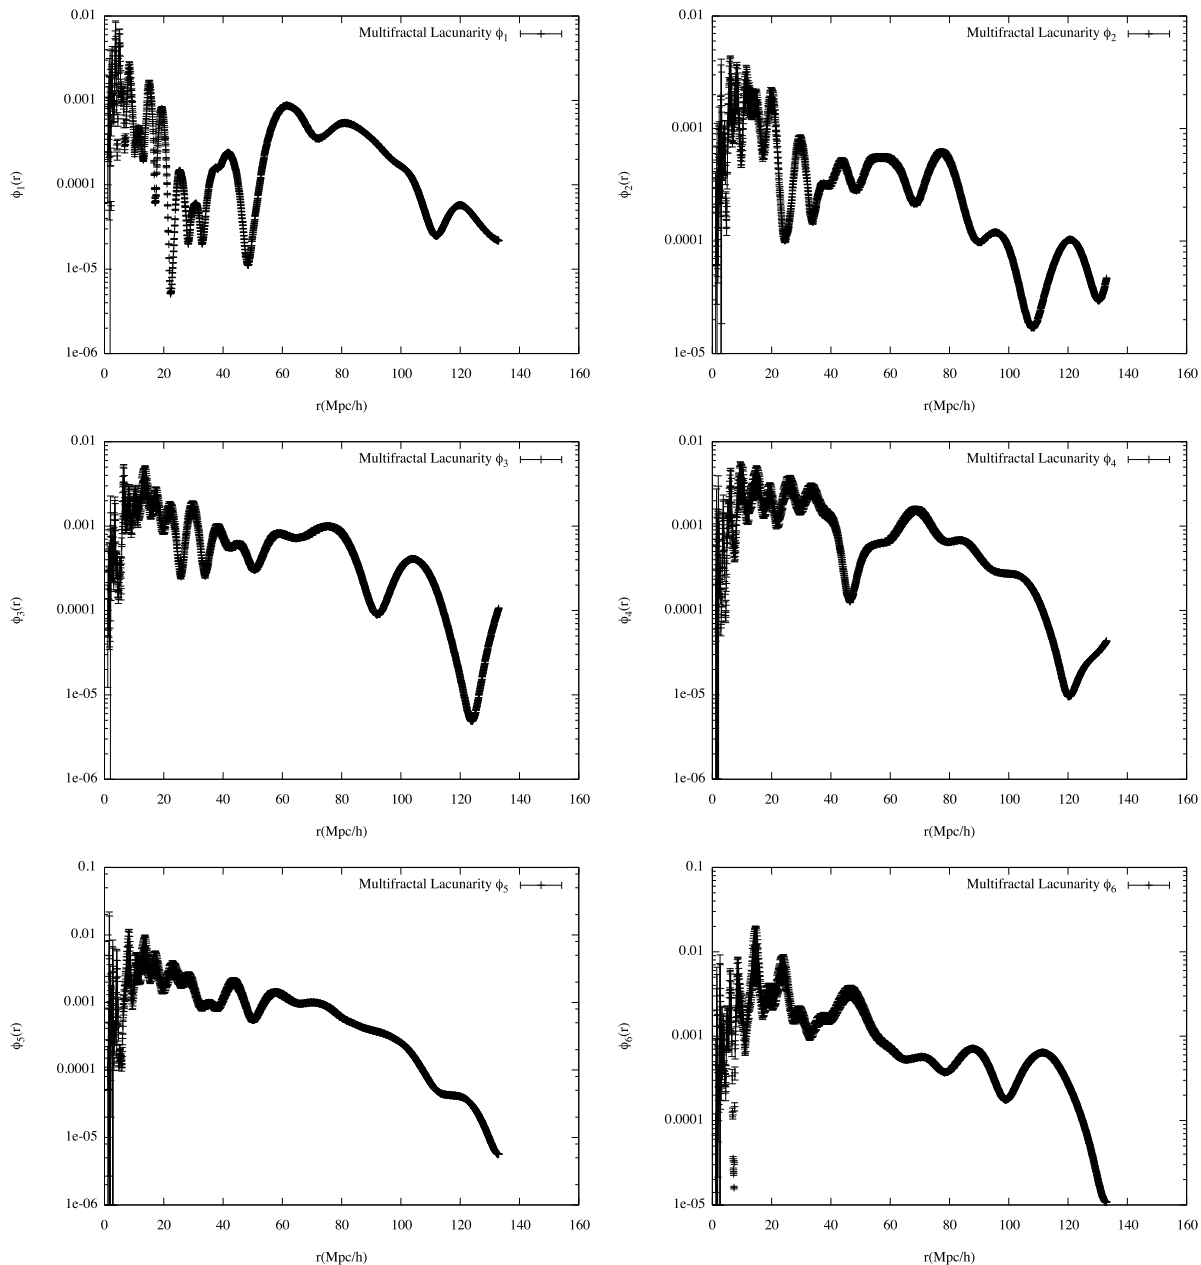 Multifractal Lacunarity ϕ1
0.01
0.001
0.0001
1e-05
1e-06
ϕ1(r)
0 20 40 60 80 100 120 140 160
r(Mpc/h)
Multifractal Lacunarity ϕ2
0.01
0.001
0.0001
1e-05
ϕ2(r)
0 20 40 60 80 100 120 140 160
r(Mpc/h)
Multifractal Lacunarity ϕ3
0.01
0.001
0.0001
1e-05
1e-06
ϕ3(r)
0 20 40 60 80 100 120 140 160
r(Mpc/h)
Multifractal Lacunarity ϕ4
0.01
0.001
0.0001
1e-05
1e-06
ϕ4(r)
0 20 40 60 80 100 120 140 160
r(Mpc/h)
Multifractal Lacunarity ϕ5
0.1
0.01
0.001
0.0001
1e-05
1e-06
ϕ5(r)
0 20 40 60 80 100 120 140 160
r(Mpc/h)
Multifractal Lacunarity ϕ6
0.1
0.01
0.001
0.0001
1e-05
ϕ6(r)
0 20 40 60 80 100 120 140 160
r(Mpc/h)